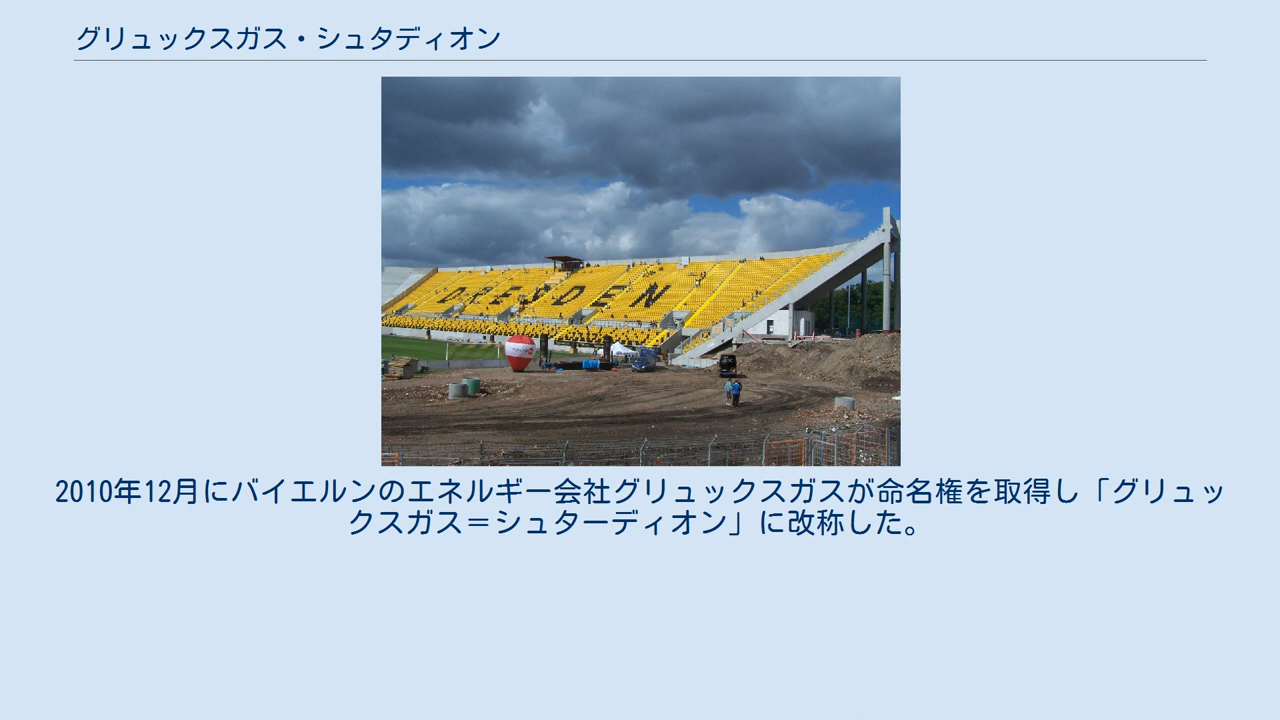 グリュックスガス・シュタディオン
DRESDEN
2010年12月にバイエルンのエネルギー会社グリュックスガスが命名権を取得し「グリュッ
クスガス＝シュターディオン」に改称した。